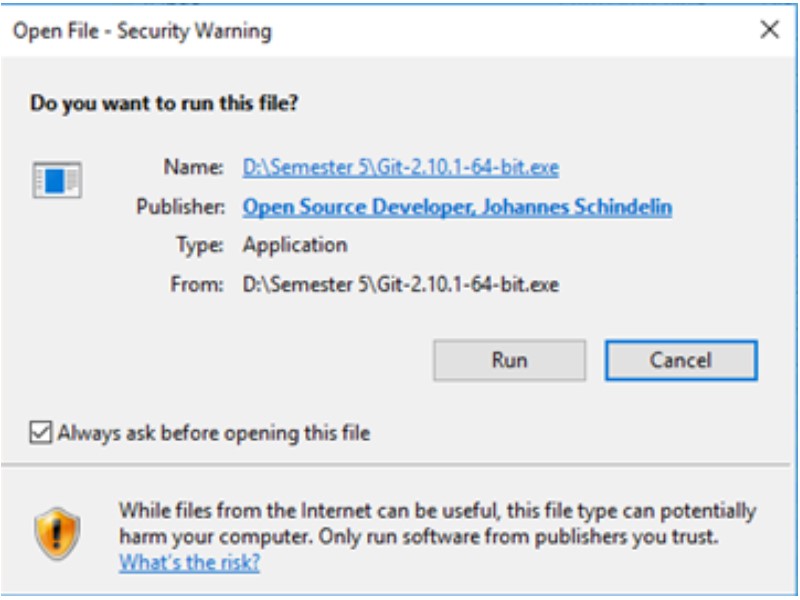 Open File - Security Warning
Do you want to run this file?
Name: D:\Semester 5\Git-2.10.1-64-bit.exe
Publisher: Open Source Developer, Johannes Schindelin
Type: Application
From: D:\Semester 5\Git-2.10.1-64-bit.exe
Run Cancel
Always ask before opening this file
While files from the Internet can be useful, this file type can potentially
harm your computer. Only run software from publishers you trust.
What's the risk?